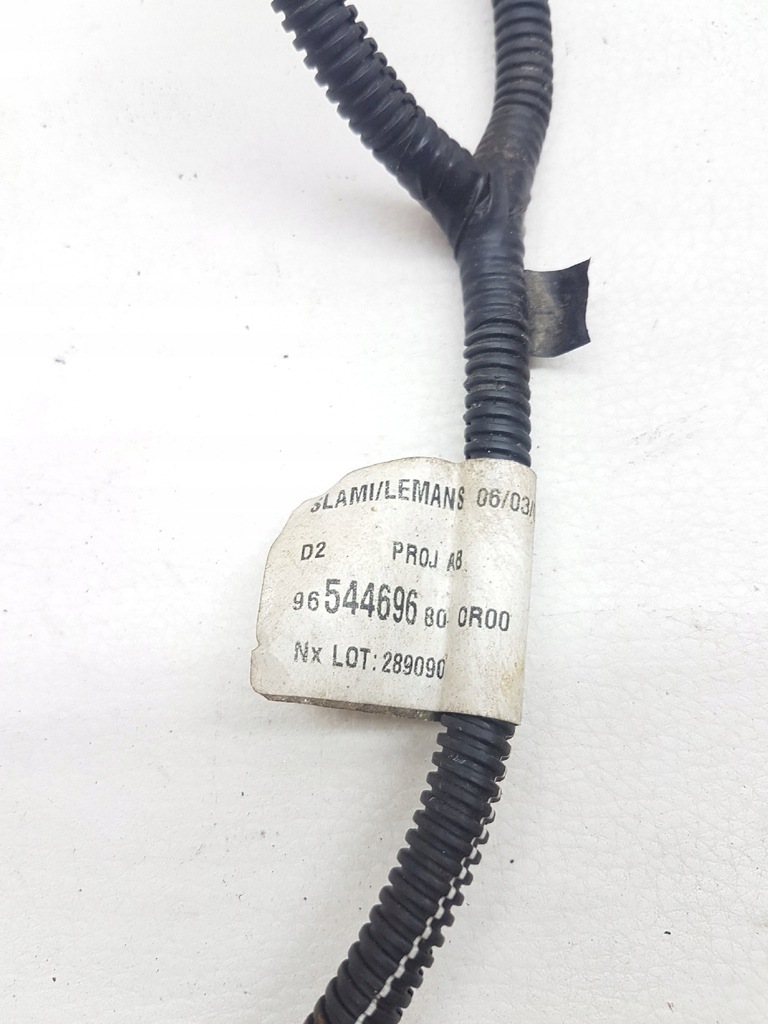 SLAMI/LEMANS 06/03/
D2 PROJ A8
96 544696 80 0R00
Nx LOT: 289090